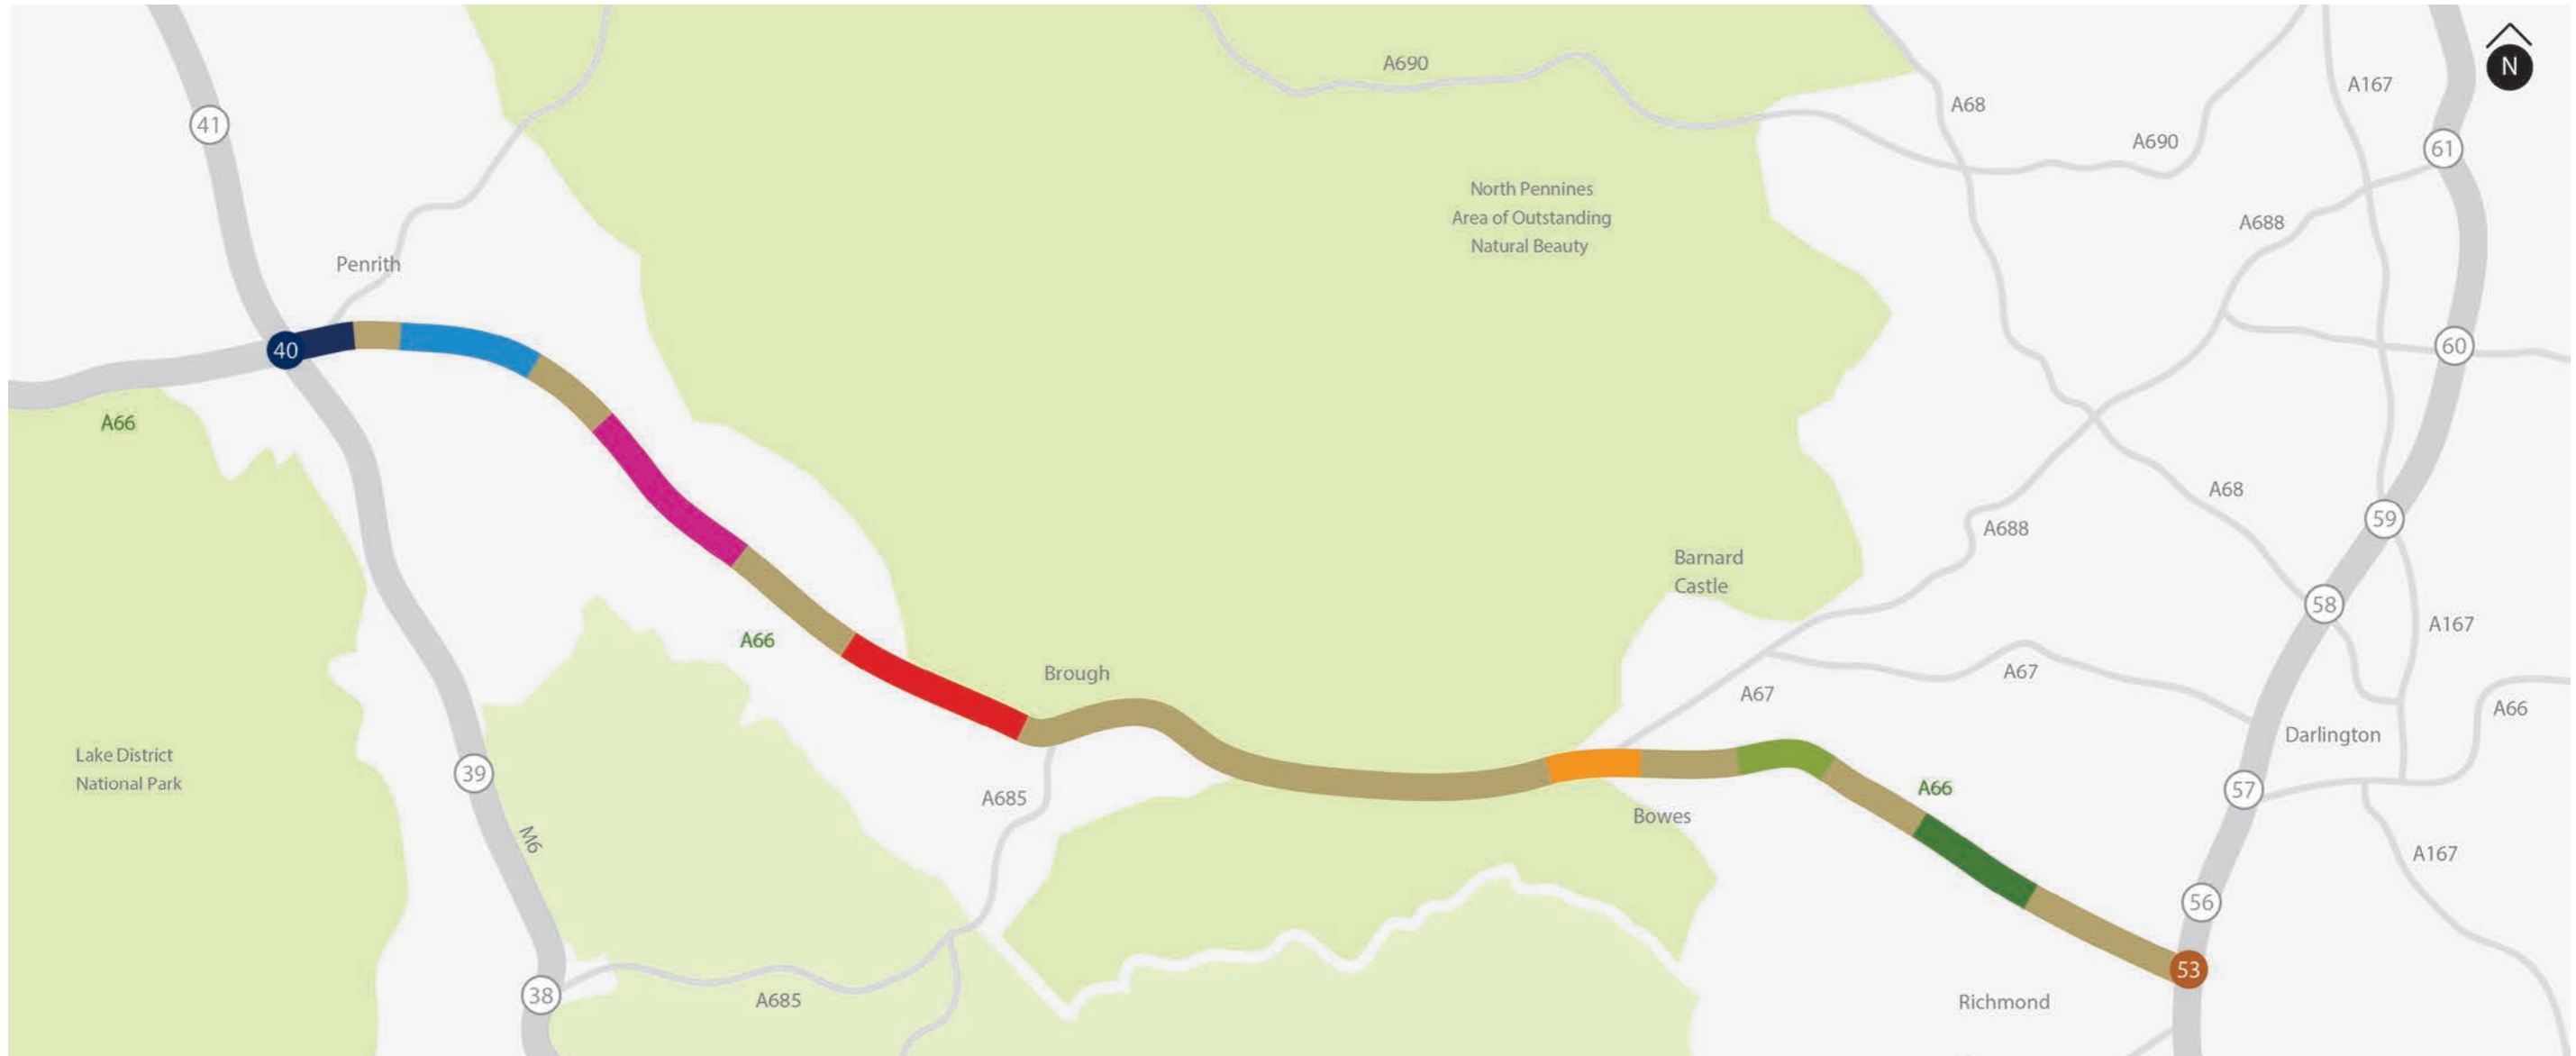 N
A690
A167
A68
41
A690
61
North Pennines
Area of Outstanding
Natural Beauty
A688
Penrith
40
60
A66
A68
59
A688
Barnard
Castle
58
A167
A66
Brough
A67
A67
A66
Darlington
Lake District
National Park
39
A685
A66
57
Bowes
M6
A167
56
53
38
A685
Richmond